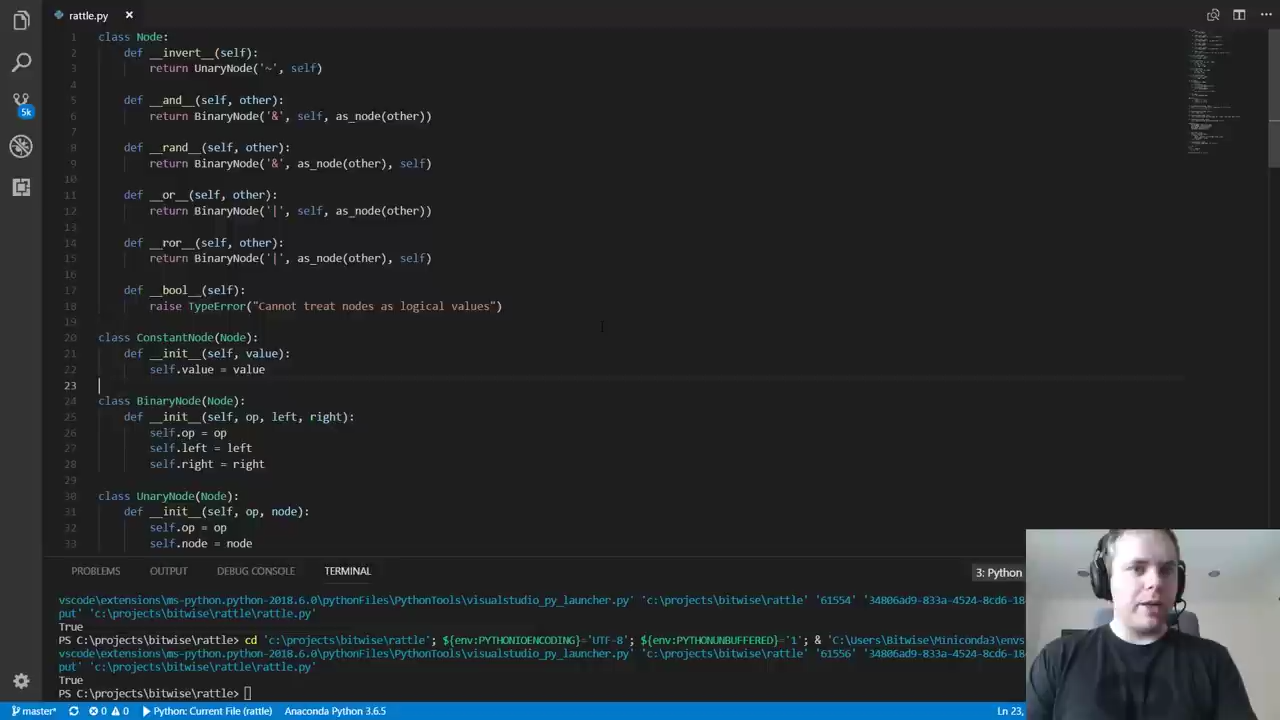 rattle.py
1 class Node:
2 def __invert__(self):
3 return UnaryNode('~', self)
4
5 def __and__(self, other):
6 return BinaryNode('&', self, as_node(other))
7
8 def __rand__(self, other):
9 return BinaryNode('&', as_node(other), self)
10
11 def __or__(self, other):
12 return BinaryNode('|', self, as_node(other))
13
14 def __ror__(self, other):
15 return BinaryNode('|', as_node(other), self)
16
17 def __bool__(self):
18 raise TypeError("Cannot treat nodes as logical values")
19
20 class ConstantNode(Node):
21 def __init__(self, value):
22 self.value = value
23
24 class BinaryNode(Node):
25 def __init__(self, op, left, right):
26 self.op = op
27 self.left = left
28 self.right = right
29
30 class UnaryNode(Node):
31 def __init__(self, op, node):
32 self.op = op
33 self.node = node
5k
PROBLEMS OUTPUT DEBUG CONSOLE TERMINAL 3: Python
vscode\extensions\ms-python.python-2018.6.0\pythonFiles\PythonTools\visualstudio_py_launcher.py' 'c:\projects\bitwise\rattle' '61554' '34806ad9-833a-4524-8cd6-18
put' 'c:\projects\bitwise\rattle\rattle.py'
True
PS C:\projects\bitwise\rattle> cd 'c:\projects\bitwise\rattle'; ${env:PYTHONIOENCODING}='UTF-8'; ${env:PYTHONUNBUFFERED}='1'; & 'C:\Users\Bitwise\Miniconda3\envs
vscode\extensions\ms-python.python-2018.6.0\pythonFiles\PythonTools\visualstudio_py_launcher.py' 'c:\projects\bitwise\rattle' '61556' '34806ad9-833a-4524-8cd6-18
put' 'c:\projects\bitwise\rattle\rattle.py'
True
PS C:\projects\bitwise\rattle>
master* 0 0 Python: Current File (rattle) Anaconda Python 3.6.5 Ln 23,